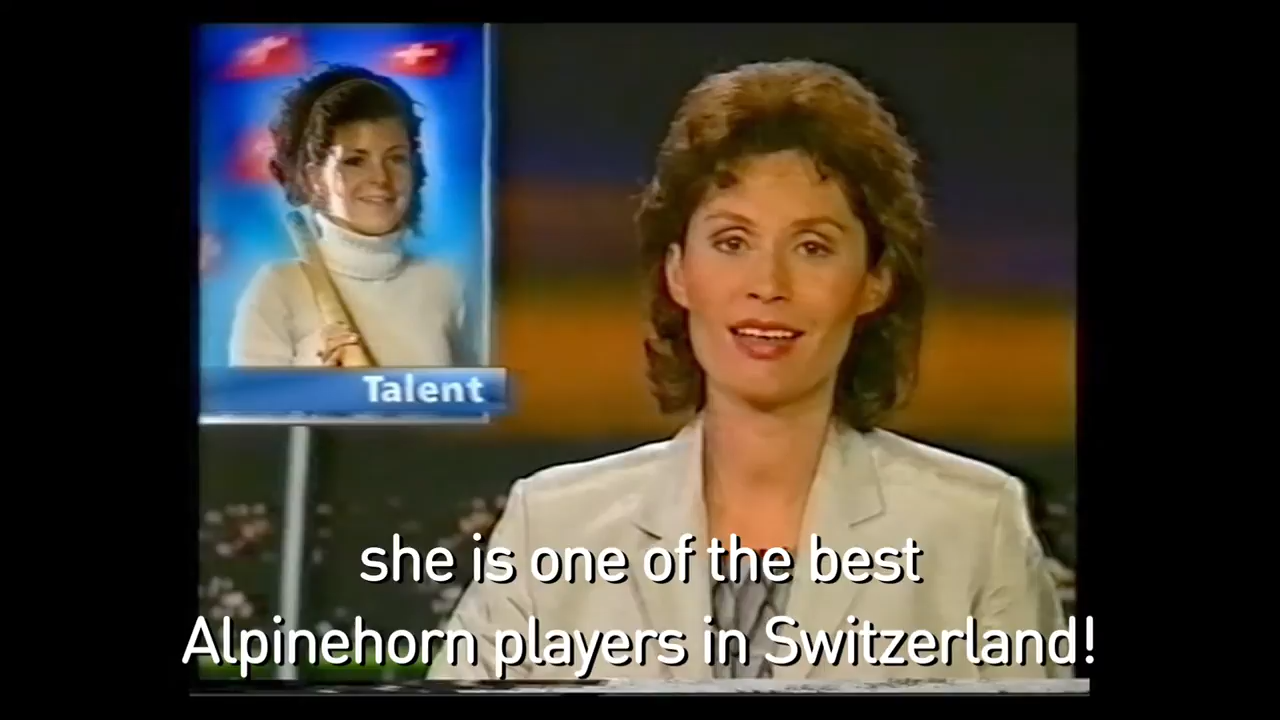 Talent
she is one of the best
Alpinehorn players in Switzerland!